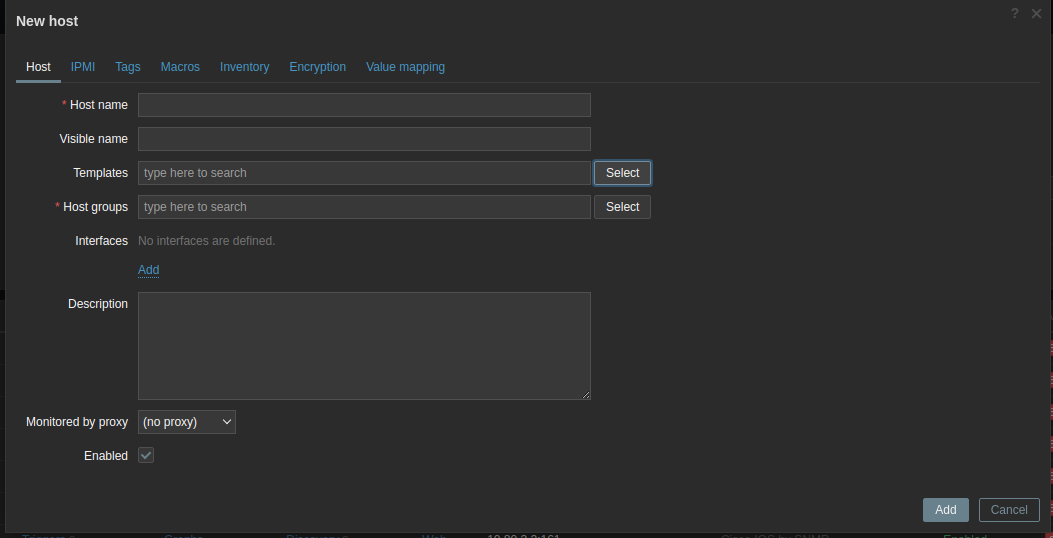 New host
?
Host IPMI Tags Macros Inventory Encryption Value mapping
* Host name
Visible name
Templates type here to search Select
* Host groups type here to search Select
Interfaces No interfaces are defined.
Add
Description
Monitored by proxy (no proxy)
Enabled
Add Cancel